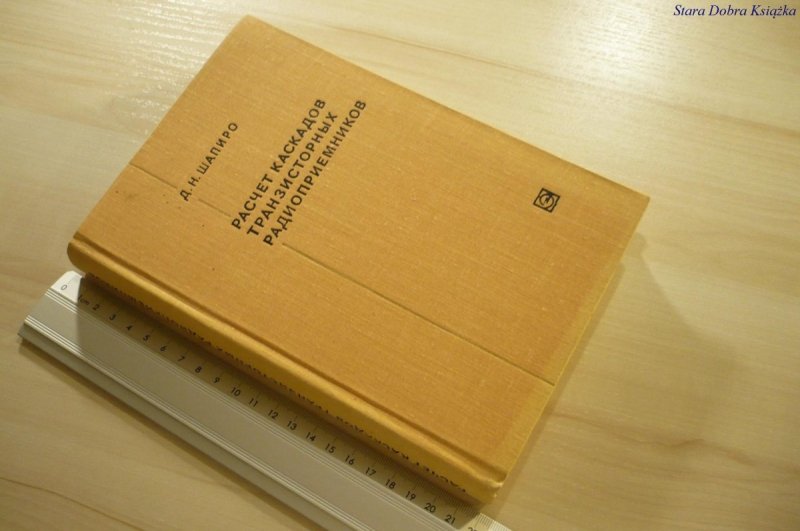 Stara Dobra Książka
Д. Н. ШАПИРО
РАСЧЕТ КАСКАДОВ
ТРАНЗИСТОРНЫХ
РАДИОПРИЕМНИКОВ
0 1 2 3 4 5 6 7 8 9 10 11 12 13 14 15 16 17 18 19 20 21